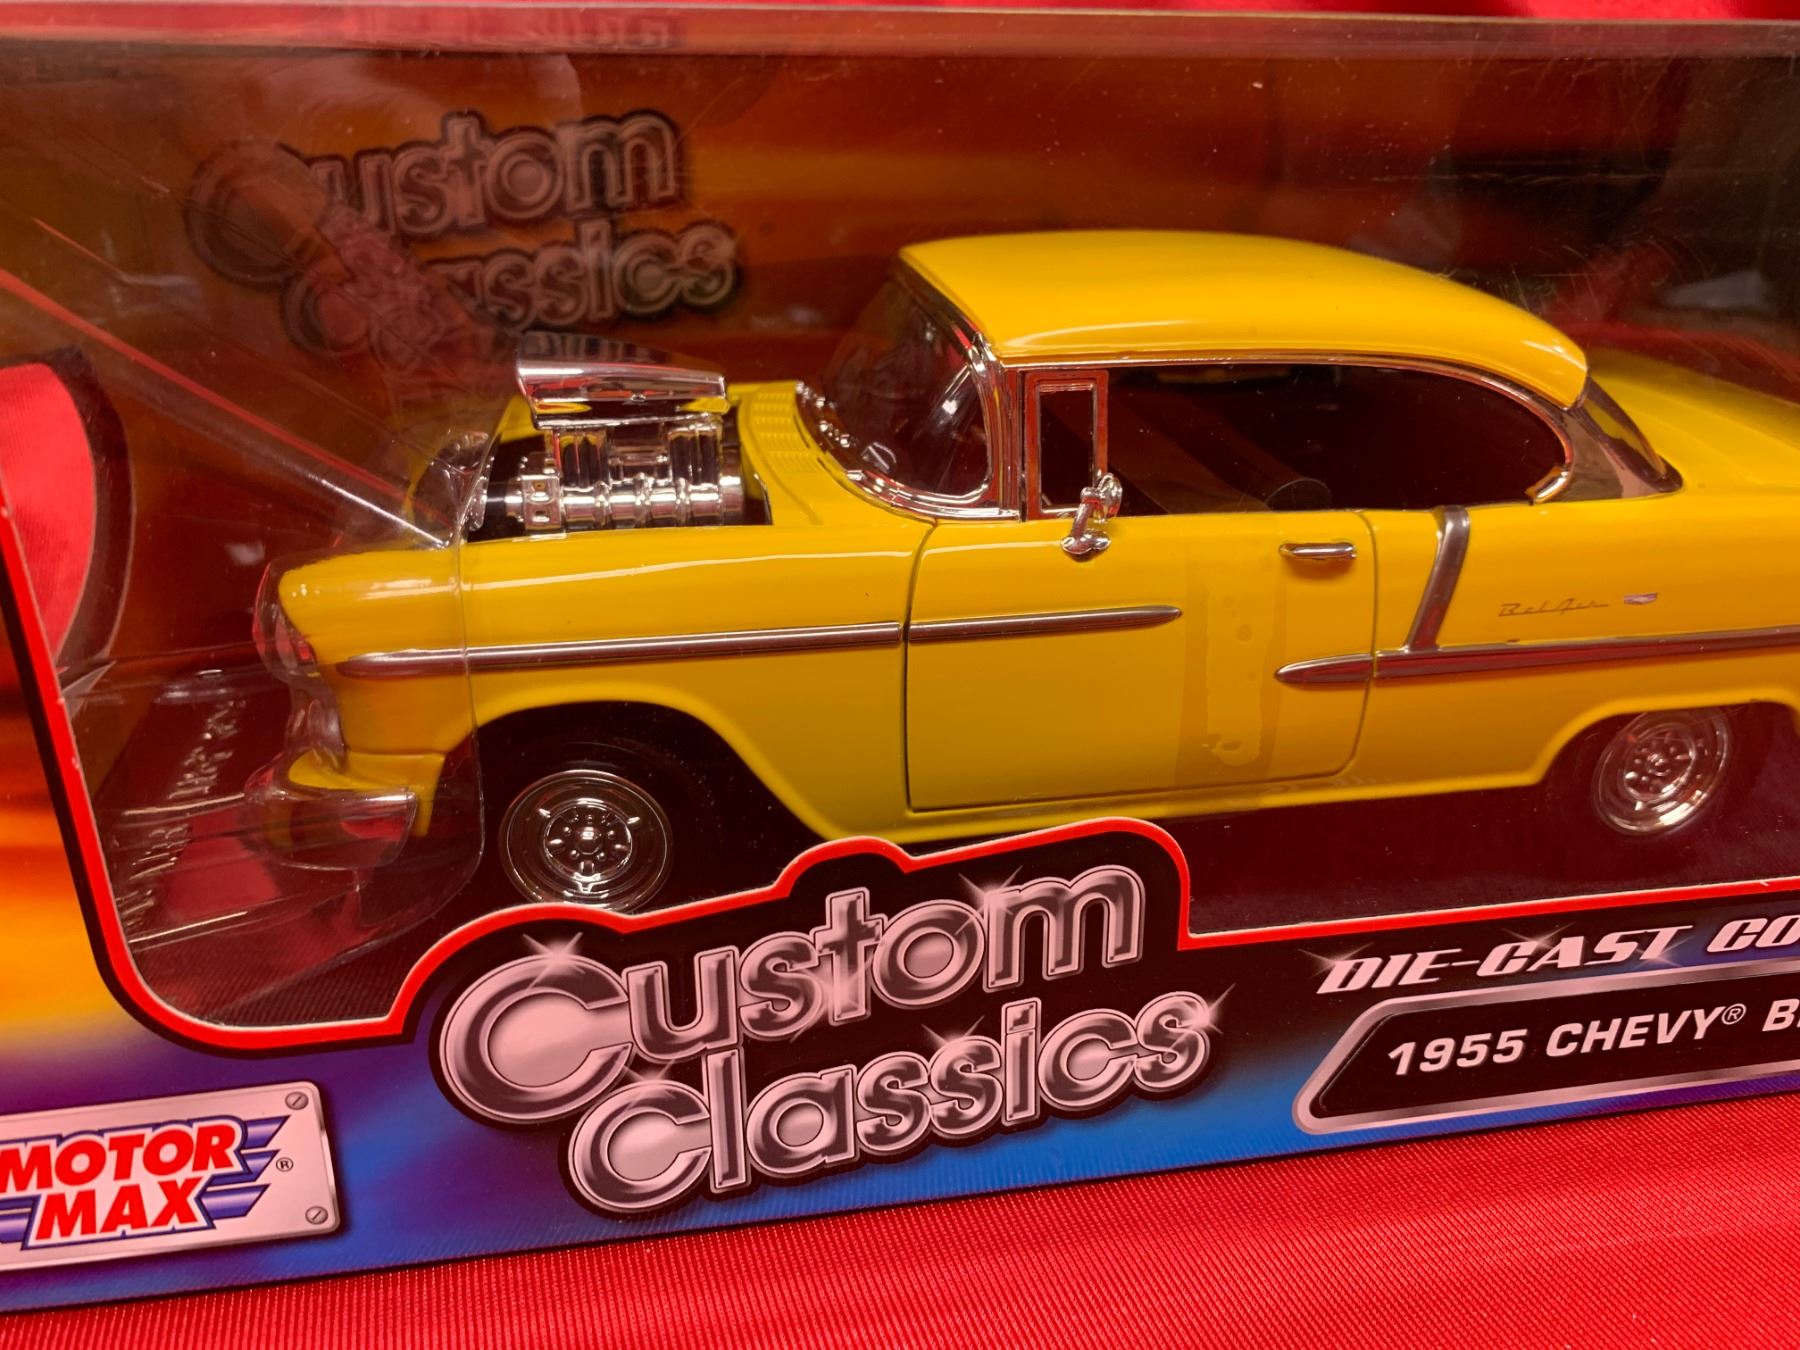 Custom
Classics
Bel Air
Custom
Classics
DIE-CAST CO
1955 CHEVY® B
MOTOR
MAX®